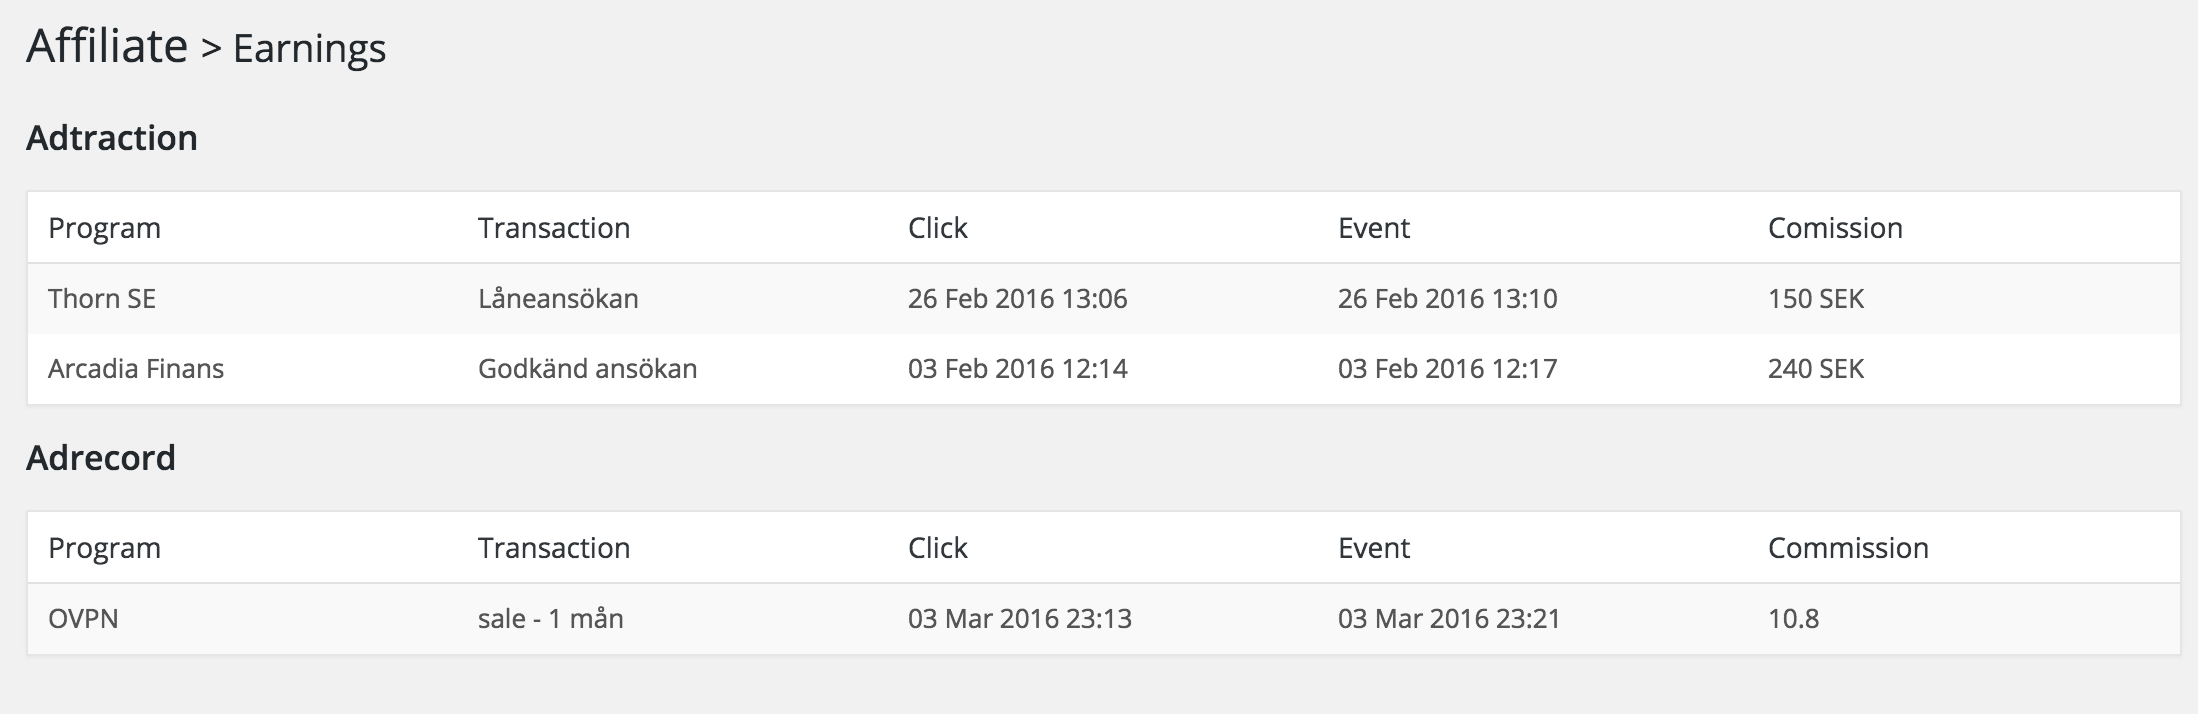 Affiliate > Earnings
Adtraction
Program Transaction Click Event Comission
Thorn SE Låneansökan 26 Feb 2016 13:06 26 Feb 2016 13:10 150 SEK
Arcadia Finans Godkänd ansökan 03 Feb 2016 12:14 03 Feb 2016 12:17 240 SEK
Adrecord
Program Transaction Click Event Commission
OVPN sale - 1 mån 03 Mar 2016 23:13 03 Mar 2016 23:21 10.8